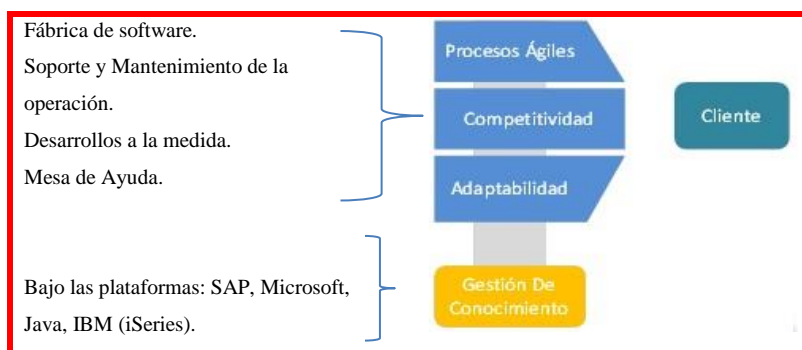 Fábrica de software.
Soporte y Mantenimiento de la
operación.
Desarrollos a la medida.
Mesa de Ayuda.
Bajo las plataformas: SAP, Microsoft,
Java, IBM (iSeries).
Procesos Ágiles
Competitividad
Adaptabilidad
Gestión De
Conocimiento
Cliente